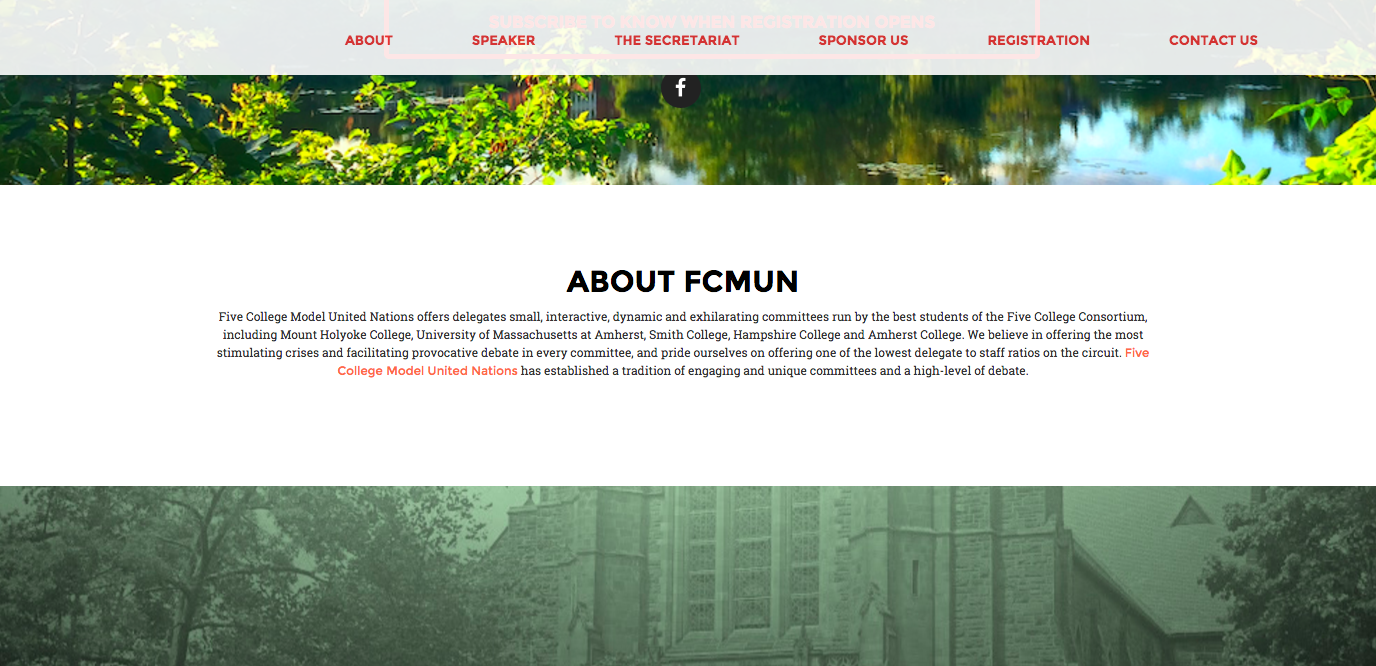 SUBSCRIBE TO KNOW WHEN REGISTRATION OPENS
ABOUT SPEAKER THE SECRETARIAT SPONSOR US REGISTRATION CONTACT US
f
ABOUT FCMUN
Five College Model United Nations offers delegates small, interactive, dynamic and exhilarating committees run by the best students of the Five College Consortium,
including Mount Holyoke College, University of Massachusetts at Amherst, Smith College, Hampshire College and Amherst College. We believe in offering the most
stimulating crises and facilitating provocative debate in every committee, and pride ourselves on offering one of the lowest delegate to staff ratios on the circuit. Five
College Model United Nations has established a tradition of engaging and unique committees and a high-level of debate.